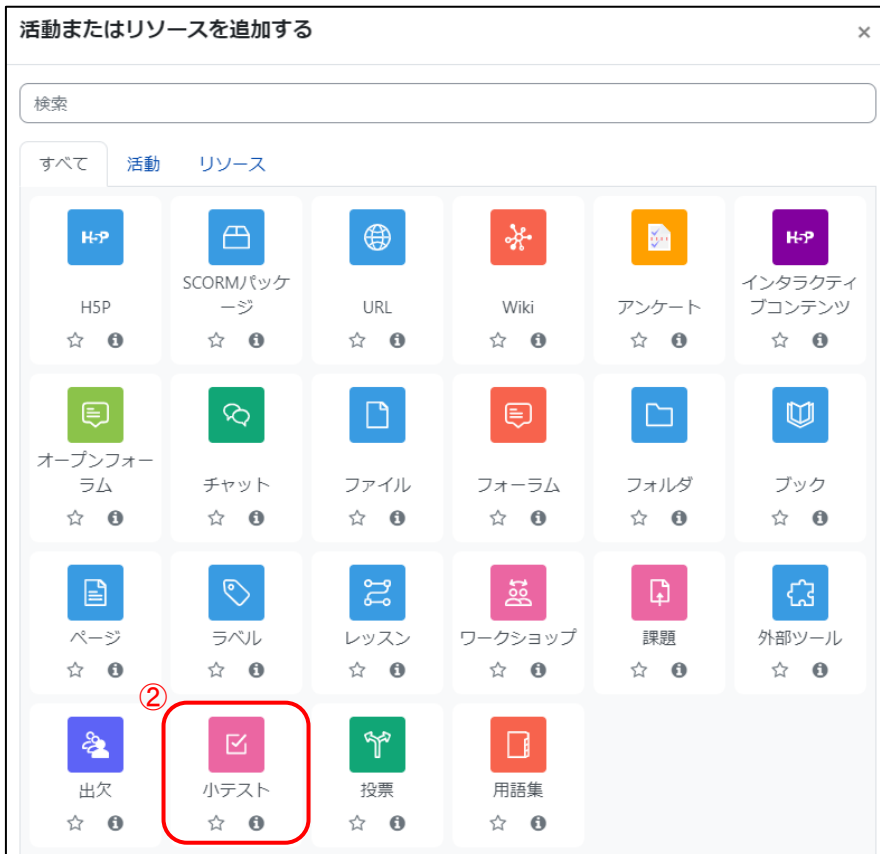 活動またはリソースを追加する
×
検索
すべて 活動 リソース
H5P
H5P
SCORMパッケ
ージ
URL
Wiki
アンケート
H5P
インタラクティ
ブコンテンツ
H5P
オープンフォー
ラム
チャット
ファイル
フォーラム
フォルダ
ブック
ページ
ラベル
レッスン
ワークショップ
課題
外部ツール
②
出欠
小テスト
投票
用語集